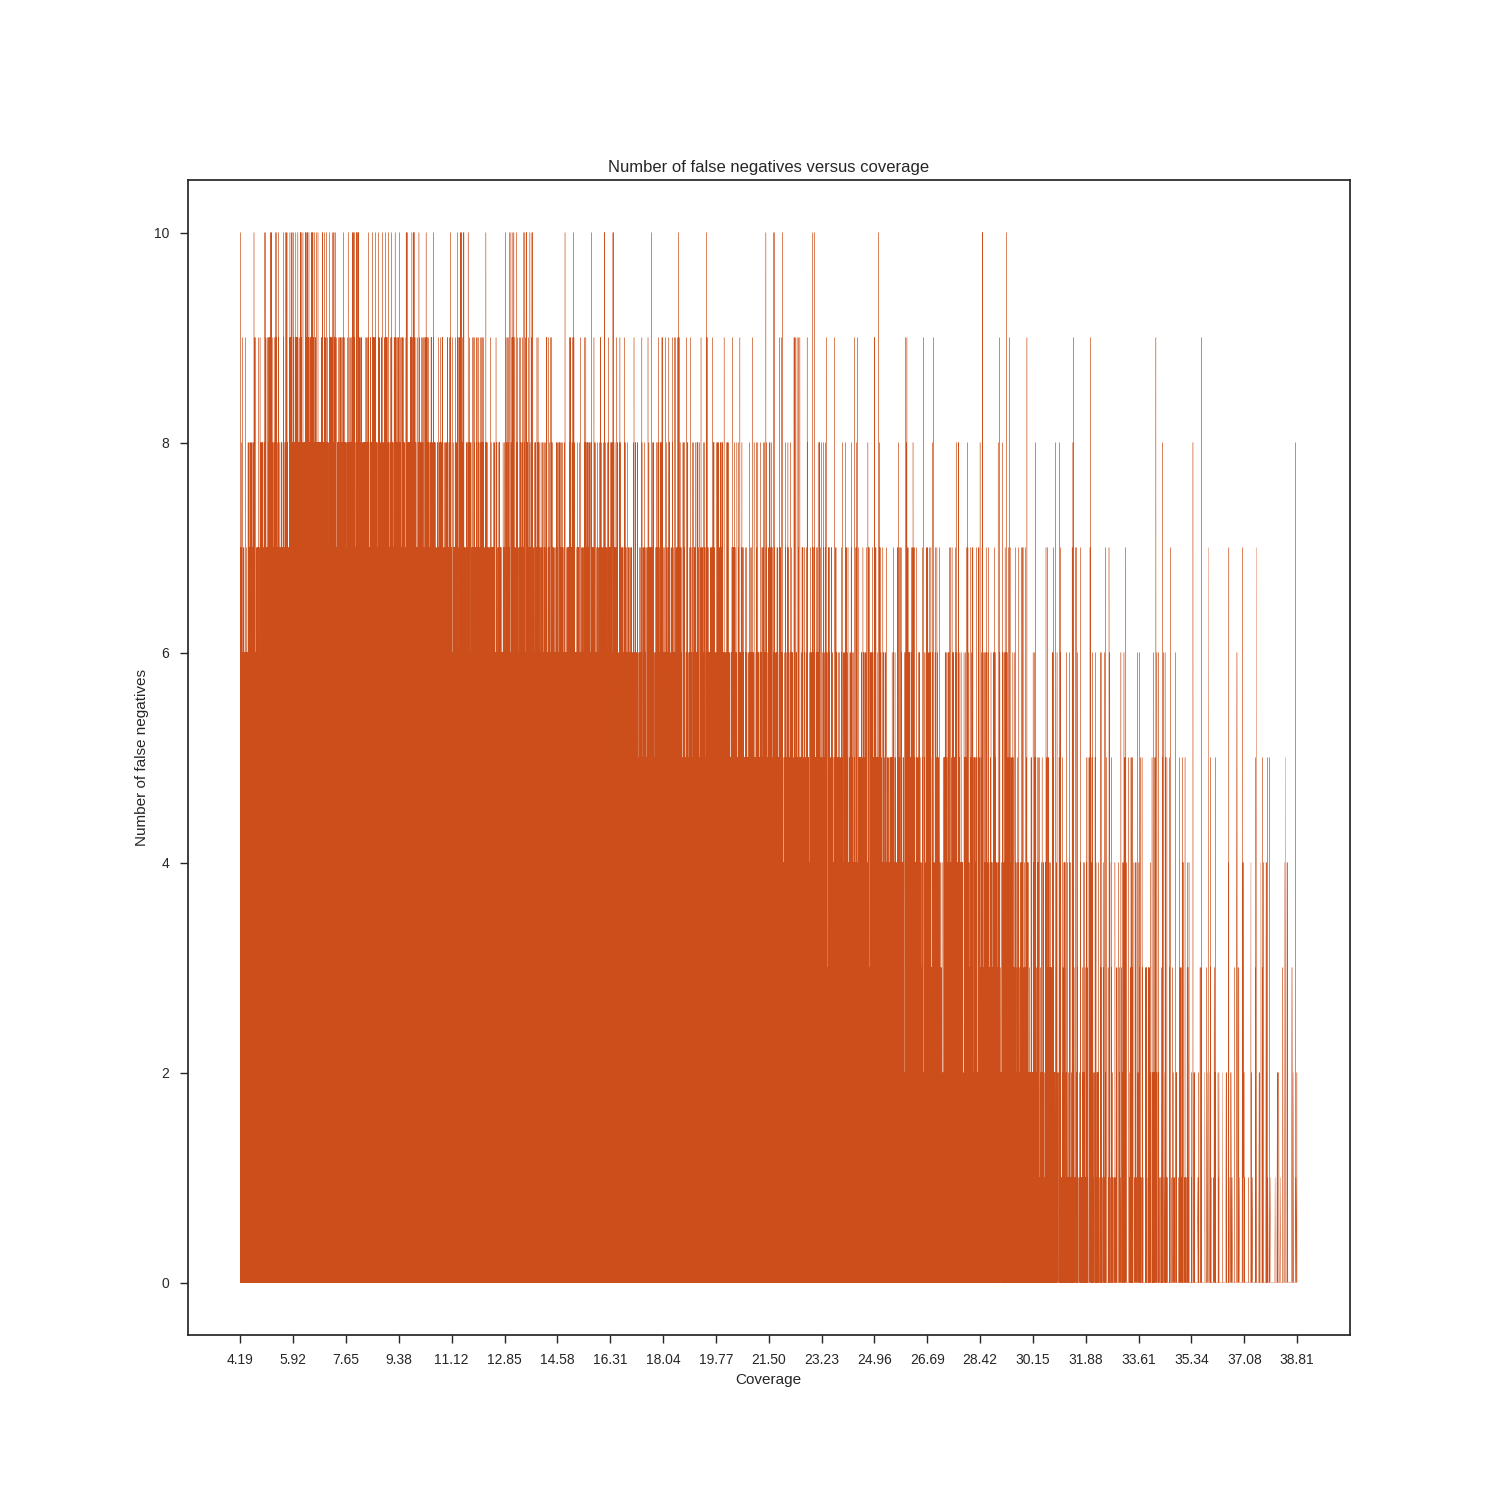 Number of false negatives versus coverage
10
8
6
4
2
0
Number of false negatives
4.19 5.92 7.65 9.38 11.12 12.85 14.58 16.31 18.04 19.77 21.50 23.23 24.96 26.69 28.42 30.15 31.88 33.61 35.34 37.08 38.81
Coverage